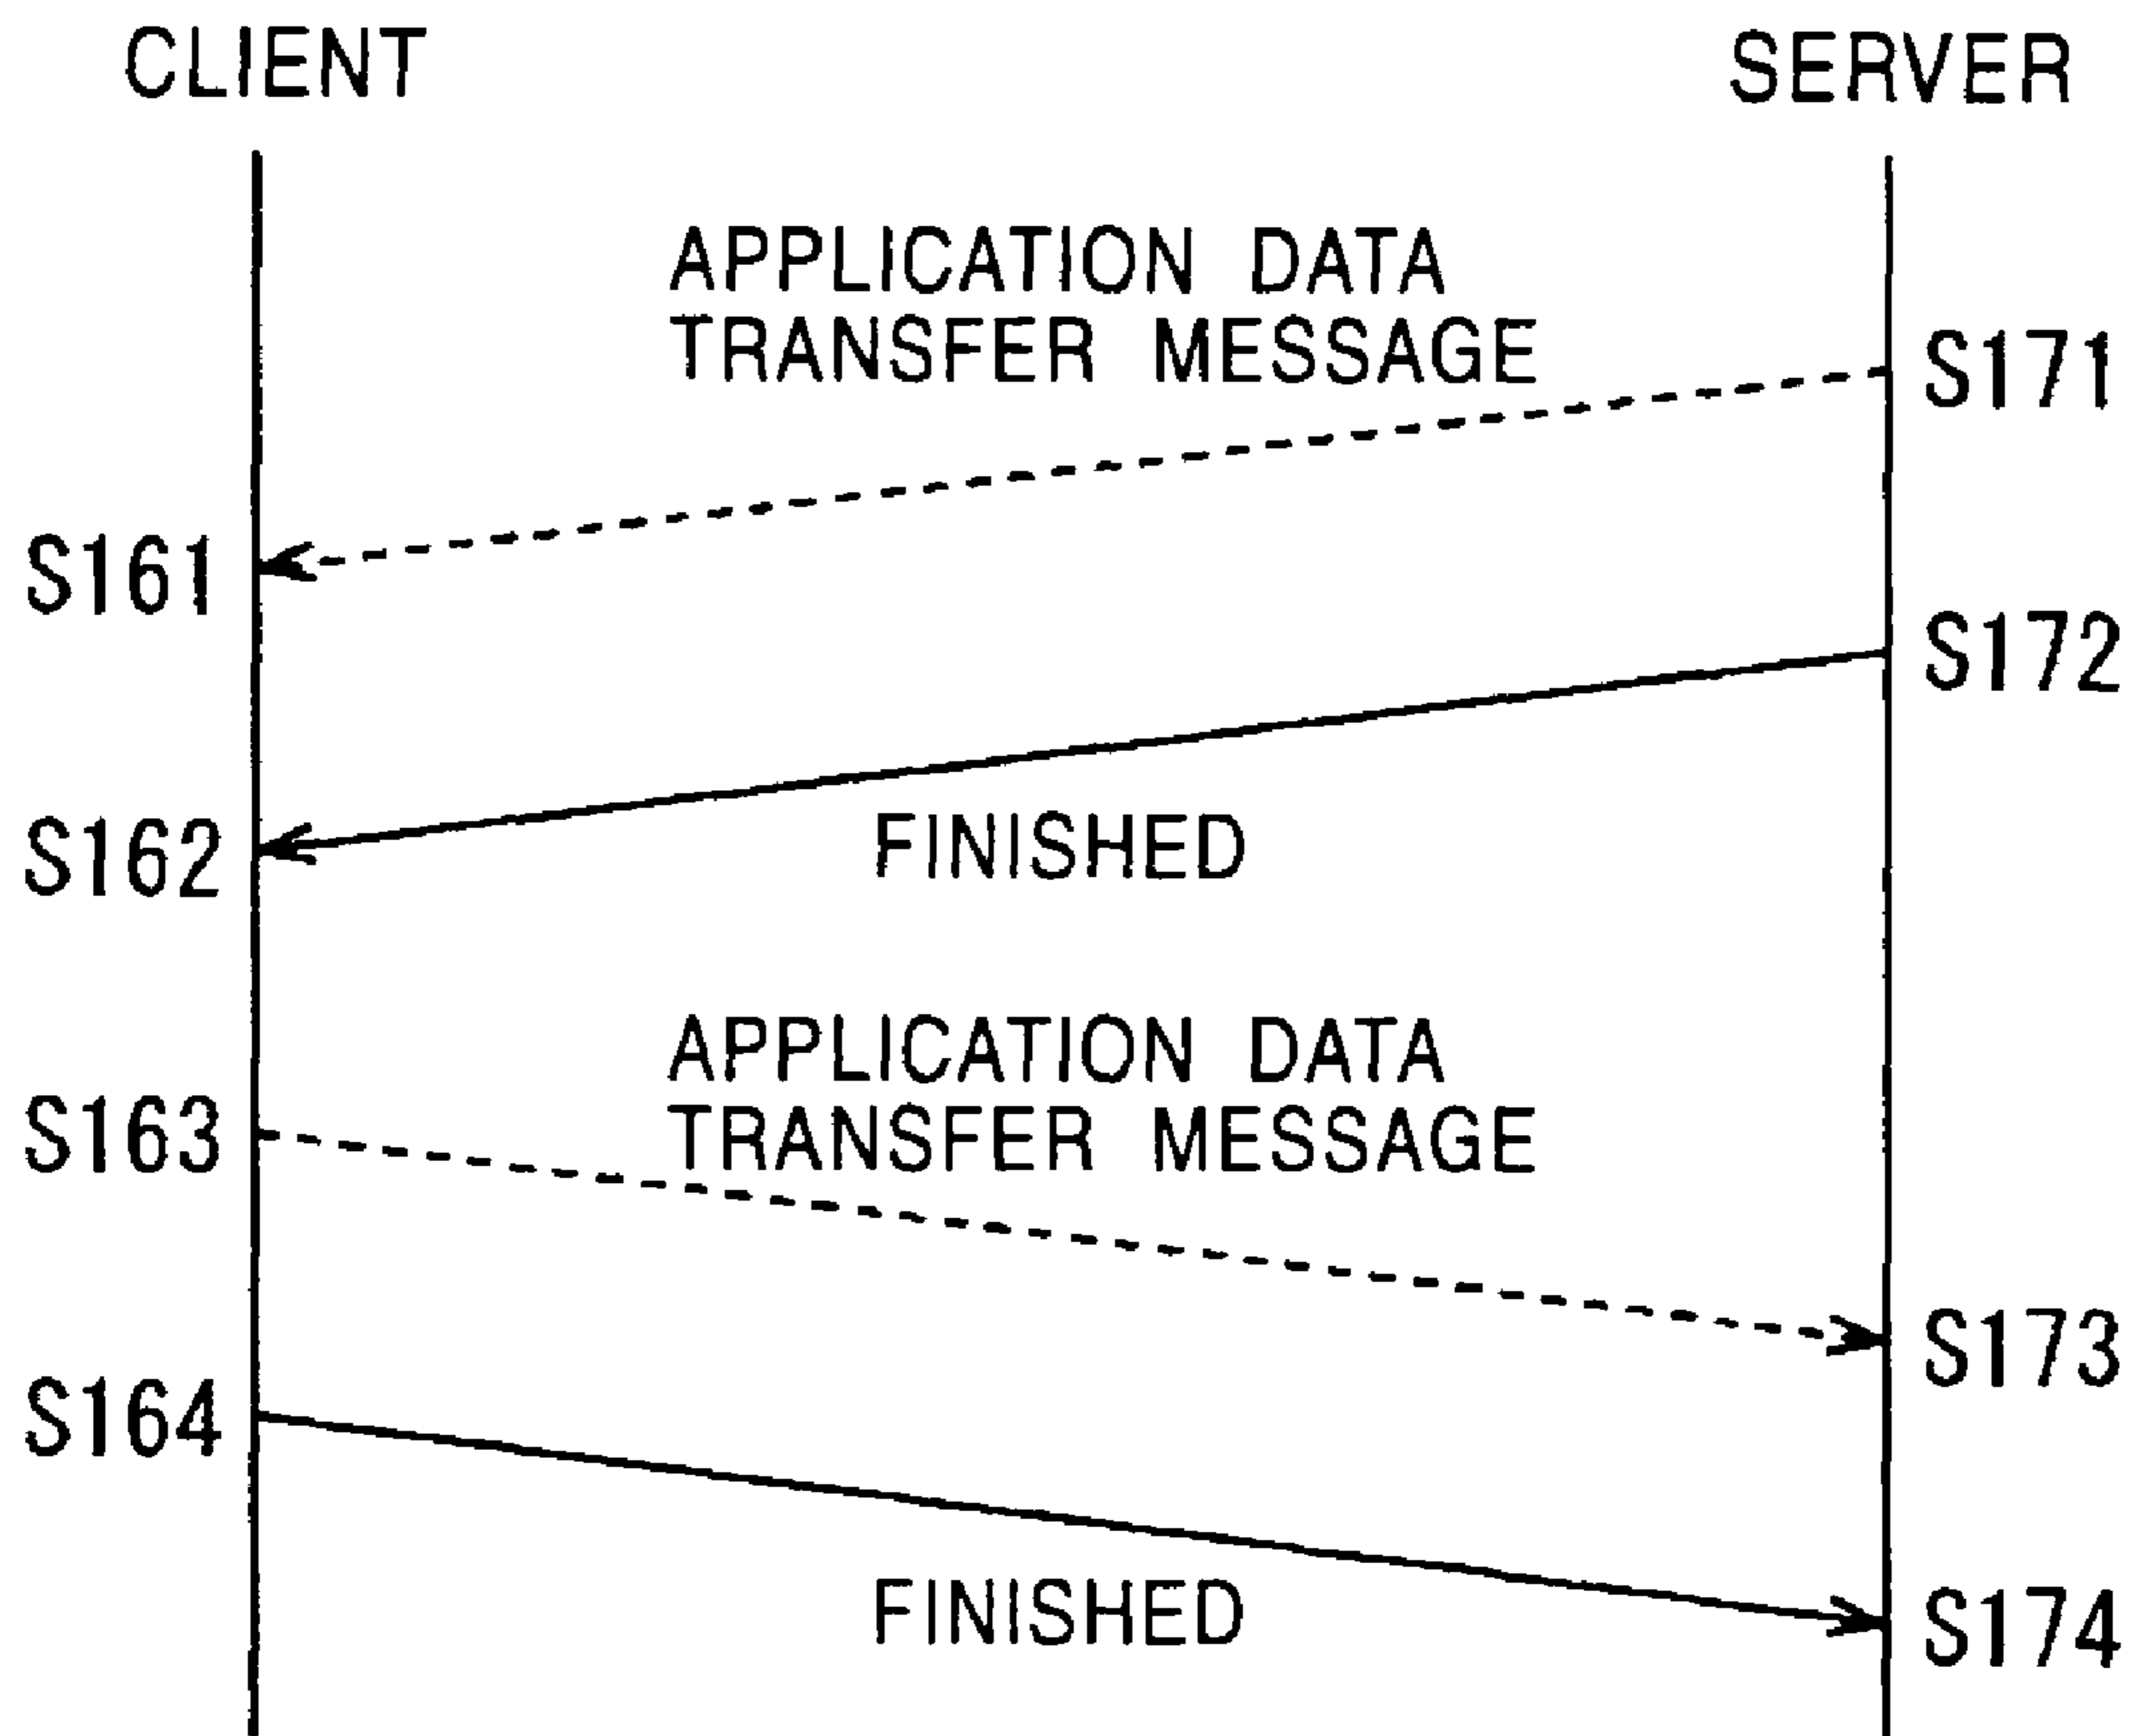 CLIENT
SERVER
APPLICATION DATA
TRANSFER MESSAGE
S171
S161
S172
S162
FINISHED
APPLICATION DATA
TRANSFER MESSAGE
S163
S173
S164
FINISHED
S174